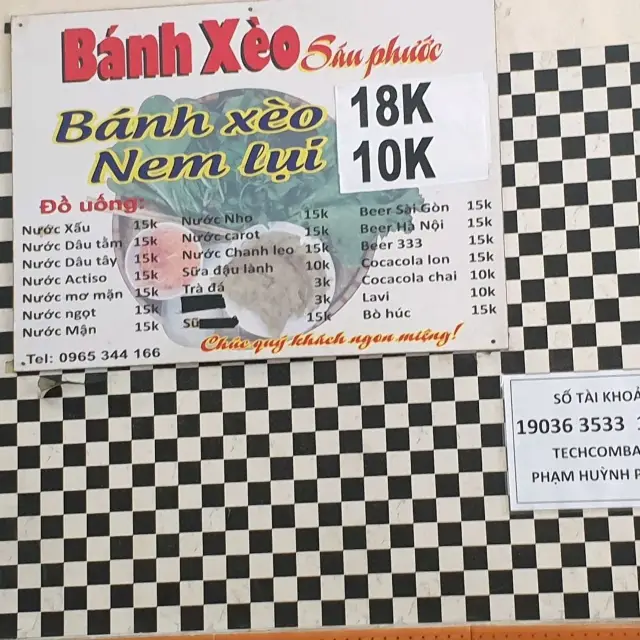 Bánh Xèo Sáu phước
Bánh xèo 18K
Nem lụi 10K
Đồ uống:
Nước Xấu 15k
Nước Dâu tằm 15k
Nước Dâu tây 15k
Nước Actiso 15k
Nước mơ mặn 15k
Nước ngọt 15k
Nước Mận 15k
Nước Nho 15k
Nước carot 15k
Nước Chanh leo 15k
Sữa đậu lành 10k
Trà đá 3k
3k
Sữ 15k
Beer Sài Gòn 15k
Beer Hà Nội 15k
Beer 333 15k
Cocacola lon 15k
Cocacola chai 10k
Lavi 10k
Bò húc 15k
Chúc quý khách ngon miệng!
Tel: 0965 344 166
SỐ TÀI KHOẢ
19036 3533
TECHCOMBA
PHẠM HUỲNH P